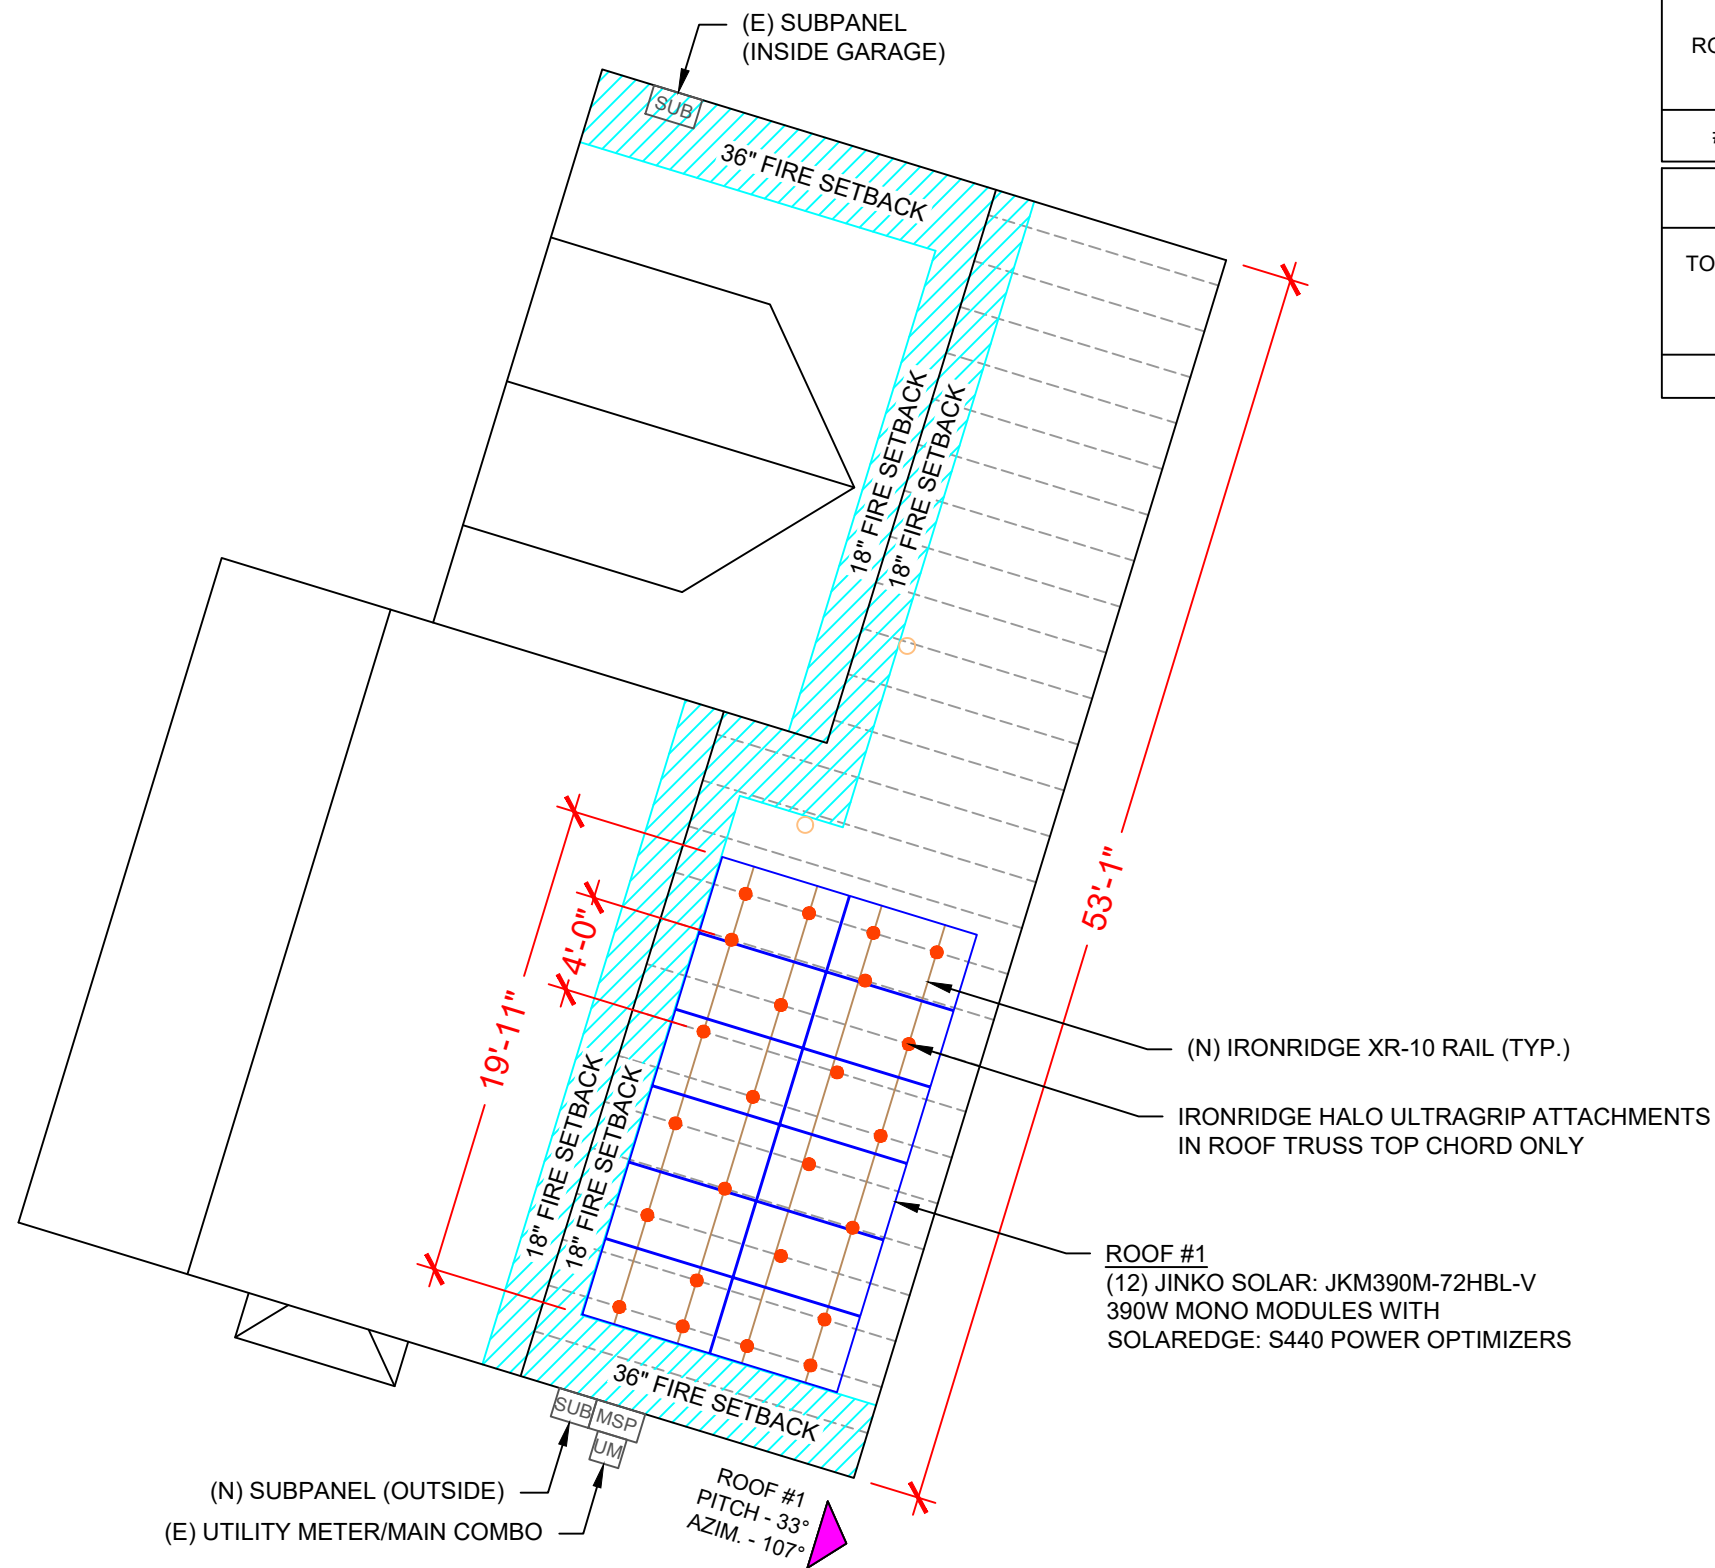 (E) SUBPANEL
(INSIDE GARAGE)
SUB
36" FIRE SETBACK
18" FIRE SETBACK
18" FIRE SETBACK
53'-1"
4'-0"
19'-11"
18" FIRE SETBACK
18" FIRE SETBACK
(N) IRONRIDGE XR-10 RAIL (TYP.)
IRONRIDGE HALO ULTRAGRIP ATTACHMENTS
IN ROOF TRUSS TOP CHORD ONLY
ROOF #1
(12) JINKO SOLAR: JKM390M-72HBL-V
390W MONO MODULES WITH
SOLAREDGE: S440 POWER OPTIMIZERS
36" FIRE SETBACK
SUB
MSP
UM
(N) SUBPANEL (OUTSIDE)
(E) UTILITY METER/MAIN COMBO
ROOF #1
PITCH - 33°
AZIM. - 107°
TO